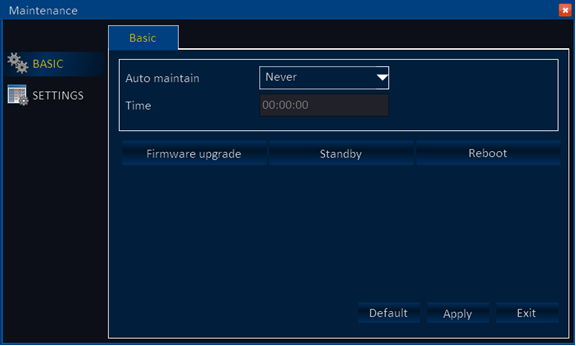 Maintenance
Basic
BASIC
SETTINGS
Auto maintain Never
Time 00:00:00
Firmware upgrade Standby Reboot
Default Apply Exit